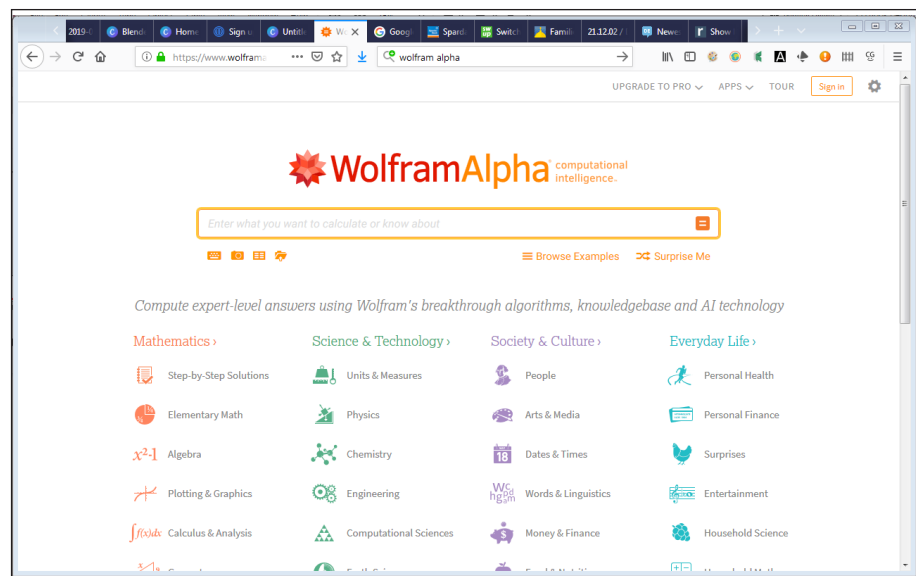 2019- Blend Home Sign u Untitl Wo Googl Sparda Switch Famili 21.12.02 / Newe Show
https://www.wolframa wolfram alpha
UPGRADE TO PRO APPS TOUR Sign in
WolframAlpha computational intelligence.
Enter what you want to calculate or know about
Browse Examples Surprise Me
Compute expert-level answers using Wolfram's breakthrough algorithms, knowledgebase and AI technology
Mathematics › Science & Technology › Society & Culture › Everyday Life ›
Step-by-Step Solutions Units & Measures People Personal Health
Elementary Math Physics Arts & Media Personal Finance
x²-1 Algebra Chemistry 18 Dates & Times Surprises
Plotting & Graphics Engineering Words & Linguistics Entertainment
∫f(x)dx Calculus & Analysis Computational Sciences Money & Finance Household Science